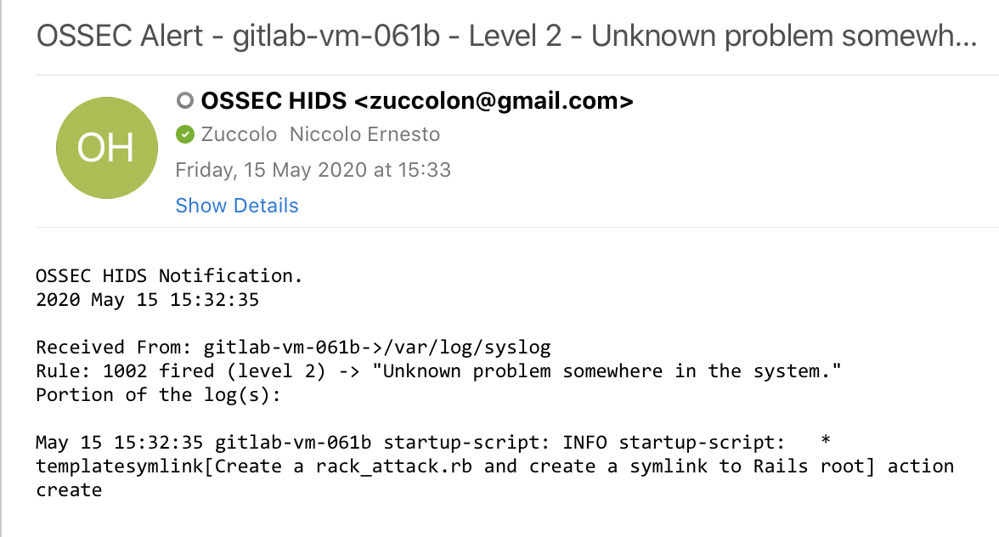 OSSEC Alert - gitlab-vm-061b - Level 2 - Unknown problem somewh...
OH
OSSEC HIDS <zuccolon@gmail.com>
Zuccolo Niccolo Ernesto
Friday, 15 May 2020 at 15:33
Show Details
OSSEC HIDS Notification.
2020 May 15 15:32:35
Received From: gitlab-vm-061b->/var/log/syslog
Rule: 1002 fired (level 2) -> "Unknown problem somewhere in the system."
Portion of the log(s):
May 15 15:32:35 gitlab-vm-061b startup-script: INFO startup-script:   *
templatesymlink[Create a rack_attack.rb and create a symlink to Rails root] action
create